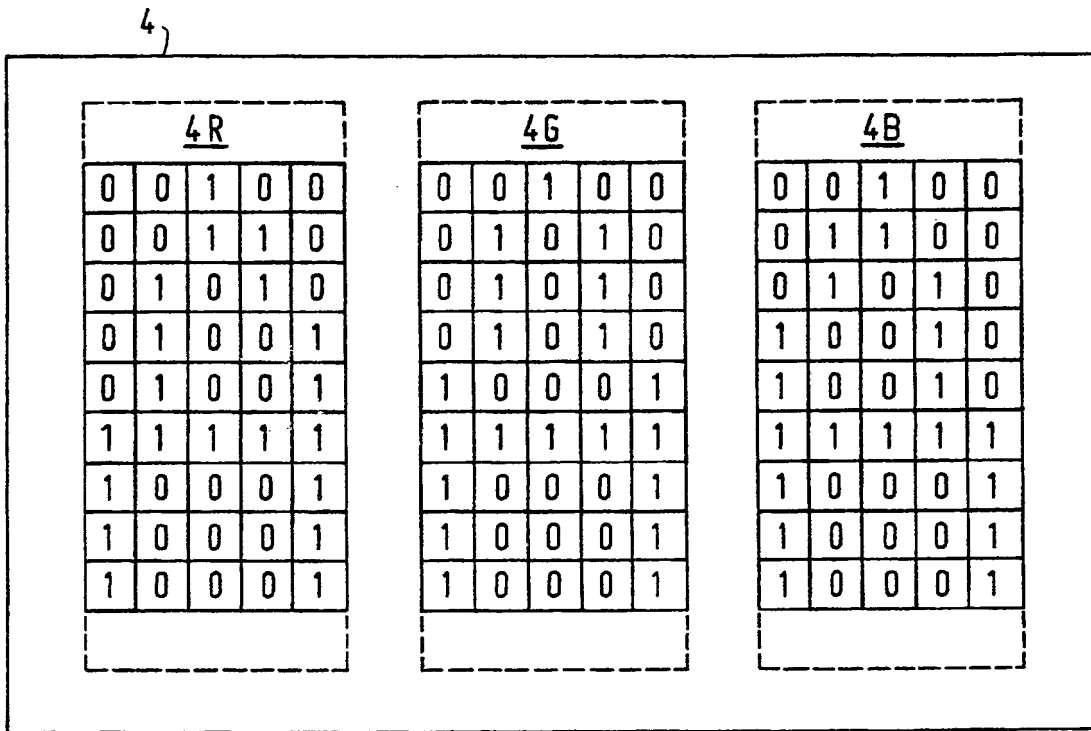 4
4R 4G 4B
0 0 1 0 0 0 0 1 0 0 0 0 1 0 0
0 0 1 1 0 0 1 0 1 0 0 1 1 0 0
0 1 0 1 0 0 1 0 1 0 0 1 0 1 0
0 1 0 0 1 0 1 0 1 0 1 0 0 1 0
0 1 0 0 1 1 0 0 0 1 1 0 0 1 0
1 1 1 1 1 1 1 1 1 1 1 1 1 1 1
1 0 0 0 1 1 0 0 0 1 1 0 0 0 1
1 0 0 0 1 1 0 0 0 1 1 0 0 0 1
1 0 0 0 1 1 0 0 0 1 1 0 0 0 1